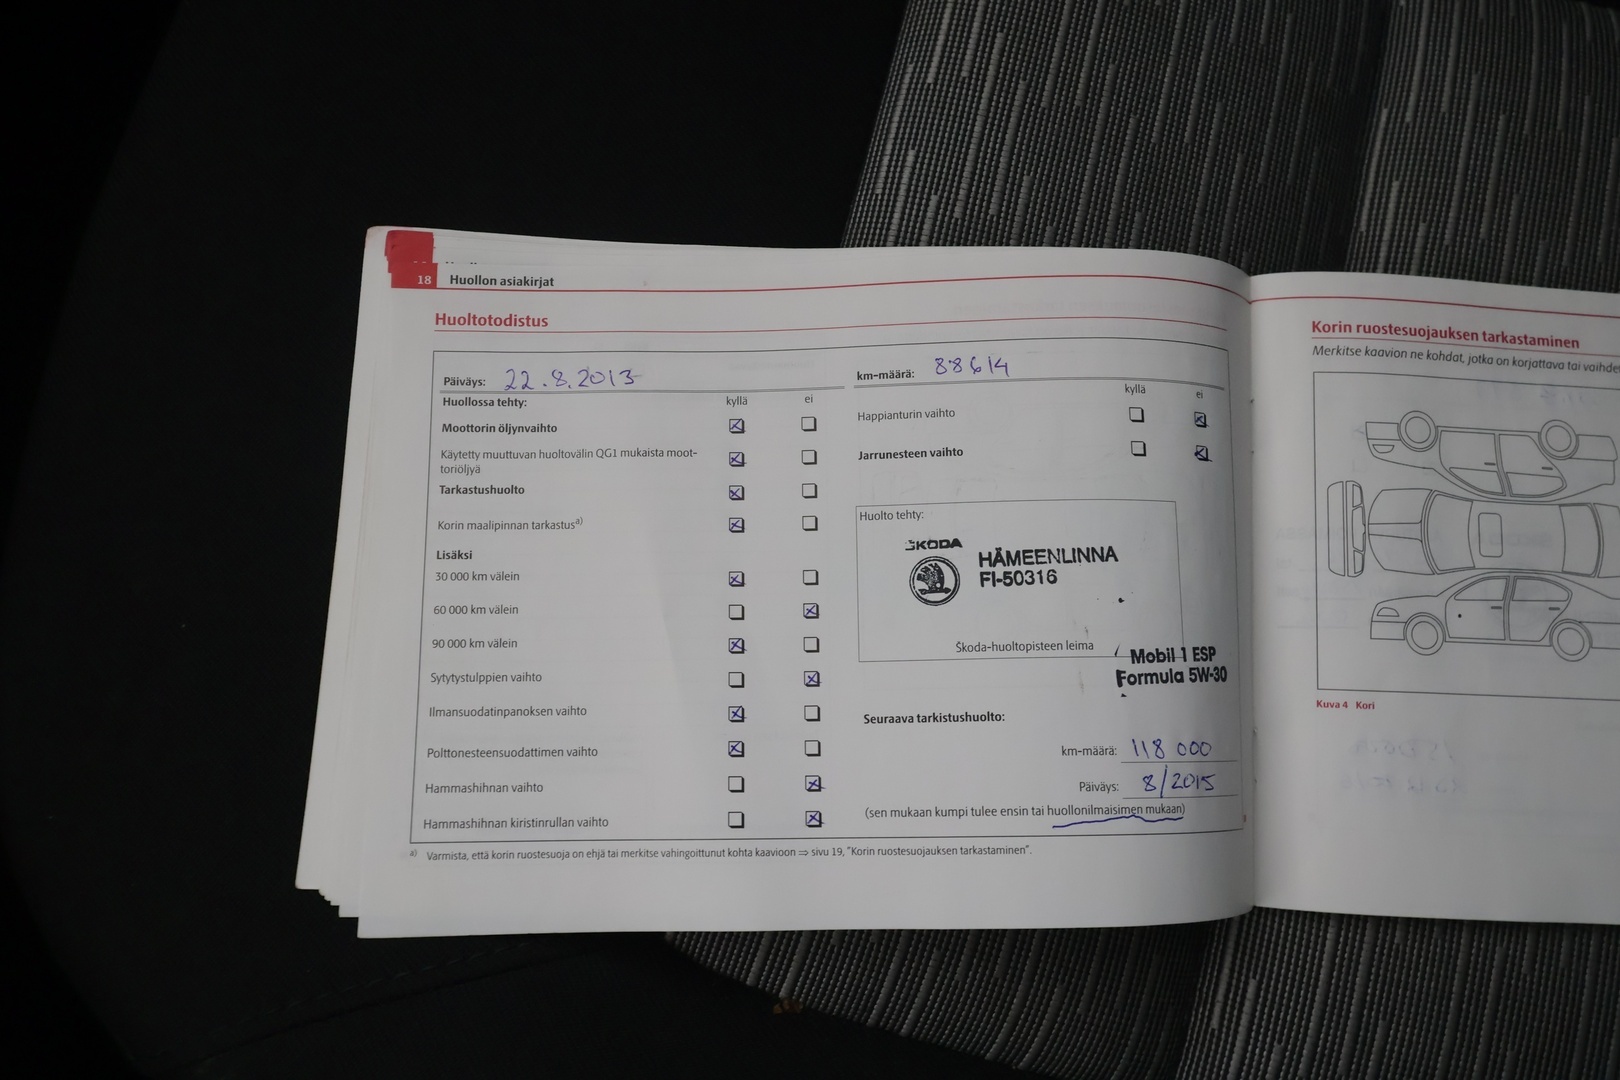 18 Huollon asiakirjat
Huoltotodistus
Päiväys: 22.8.2013
km-määrä: 88614
Huollossa tehty: kyllä ei
Moottorin öljynvaihto
Käytetty muuttuvan huoltovälin QG1 mukaista moot-
toriöljyä
Tarkastushuolto
Korin maalipinnan tarkastus a)
Lisäksi
30 000 km välein
60 000 km välein
90 000 km välein
Sytytystulppien vaihto
Ilmansuodatinpanoksen vaihto
Polttonesteensuodattimen vaihto
Hammashihnan vaihto
Hammashihnan kiristinrullan vaihto
kyllä ei
Happianturin vaihto
Jarrunesteen vaihto
Huolto tehty:
ŠKODA
HÄMEENLINNA
FI-50316
Škoda-huoltopisteen leima
Mobil 1 ESP
Formula 5W-30
Seuraava tarkistushuolto:
km-määrä: 118 000
Päiväys: 8/2015
(sen mukaan kumpi tulee ensin tai huollonilmaisimen mukaan)
a) Varmista, että korin ruostesuoja on ehjä tai merkitse vahingoittunut kohta kaavioon ⇒ sivu 19, "Korin ruostesuojauksen tarkastaminen".
Korin ruostesuojauksen tarkastaminen
Merkitse kaavion ne kohdat, jotka on korjattava tai
Kuva 4 Kori